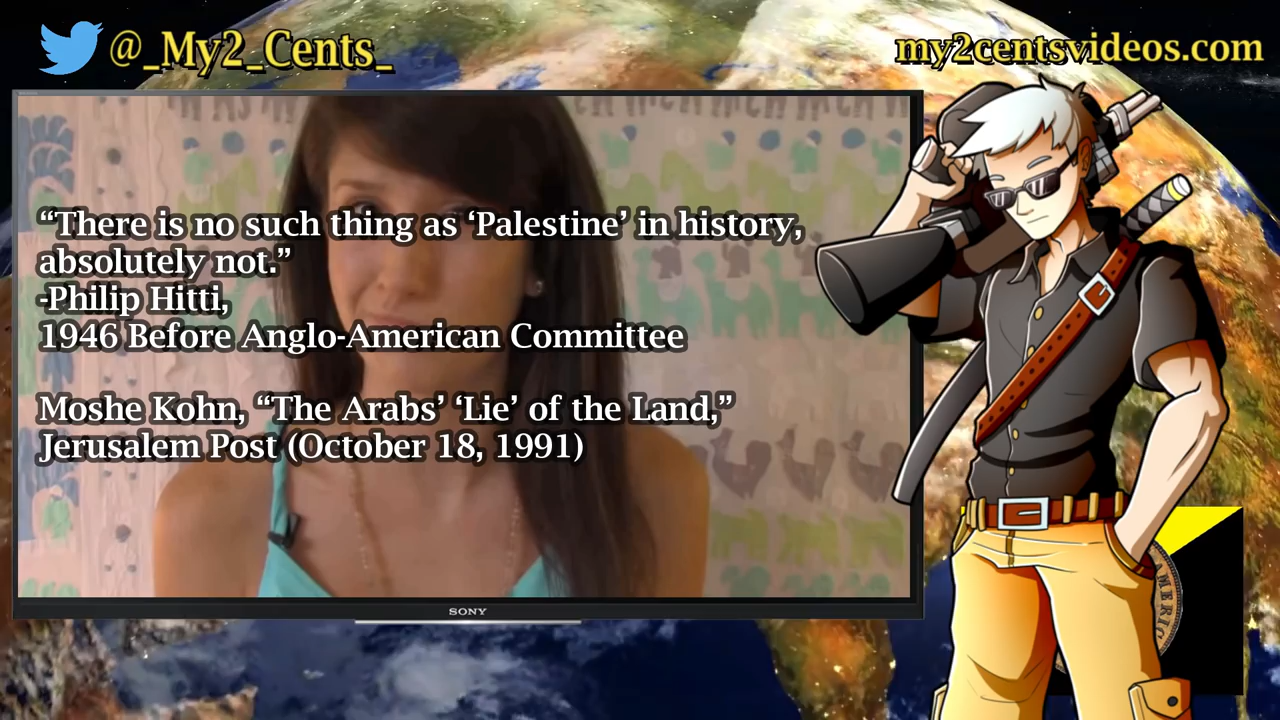 @_My2_Cents_
my2centsvideos.com
“There is no such thing as ‘Palestine’ in history,
absolutely not.”
-Philip Hitti,
1946 Before Anglo-American Committee
Moshe Kohn, “The Arabs’ ‘Lie’ of the Land,”
Jerusalem Post (October 18, 1991)
SONY